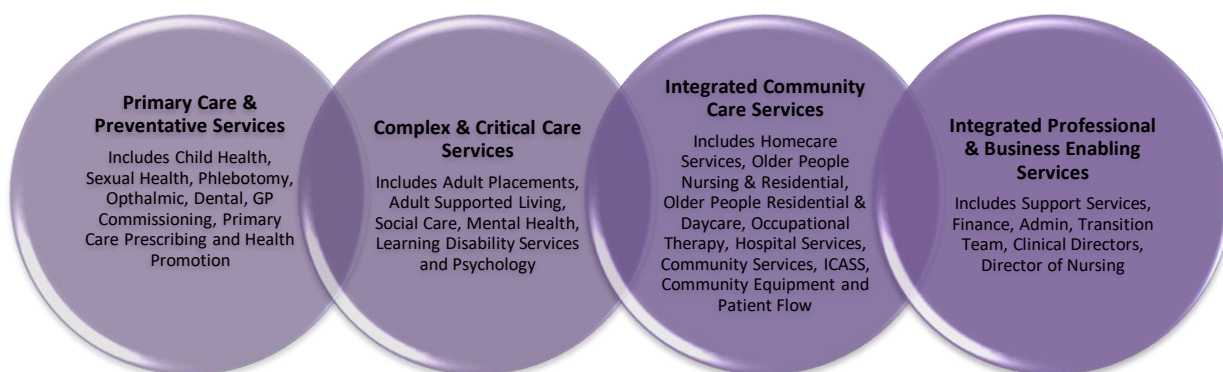 Primary Care &
Preventative Services
Includes Child Health,
Sexual Health, Phlebotomy,
Opthalmic, Dental, GP
Commissioning, Primary
Care Prescribing and Health
Promotion
Complex & Critical Care
Services
Includes Adult Placements,
Adult Supported Living,
Social Care, Mental Health,
Learning Disability Services
and Psychology
Integrated Community
Care Services
Includes Homecare
Services, Older People
Nursing & Residential,
Older People Residential &
Daycare, Occupational
Therapy, Hospital Services,
Community Services, ICASS,
Community Equipment and
Patient Flow
Integrated Professional
& Business Enabling
Services
Includes Support Services,
Finance, Admin, Transition
Team, Clinical Directors,
Director of Nursing